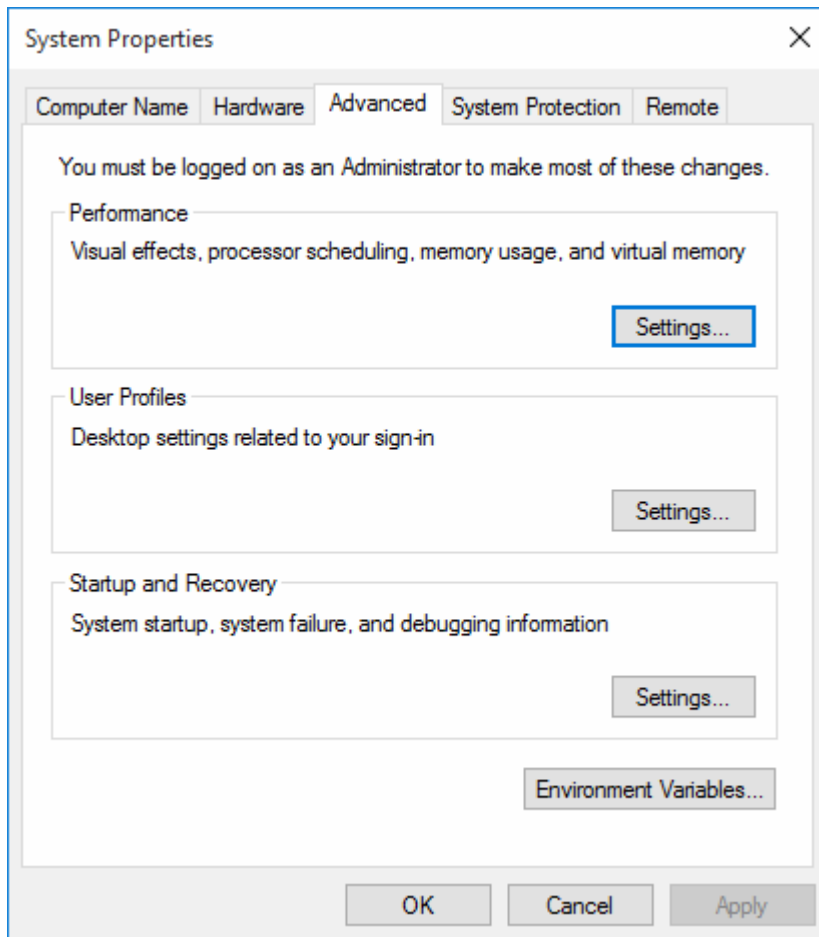 System Properties
Computer Name Hardware Advanced System Protection Remote
You must be logged on as an Administrator to make most of these changes.
Performance
Visual effects, processor scheduling, memory usage, and virtual memory
Settings...
User Profiles
Desktop settings related to your sign-in
Settings...
Startup and Recovery
System startup, system failure, and debugging information
Settings...
Environment Variables...
OK Cancel Apply